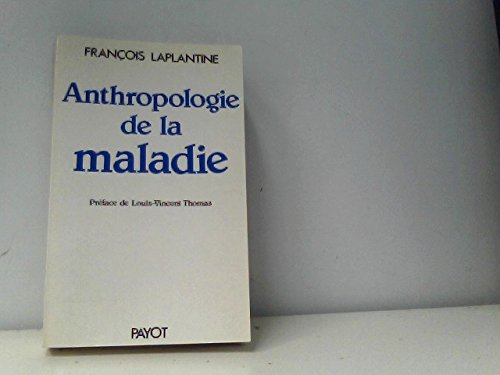 FRANÇOIS LAPLANTINE
Anthropologie
de la
maladie
Préface de Louis-Vincent Thomas
PAYOT